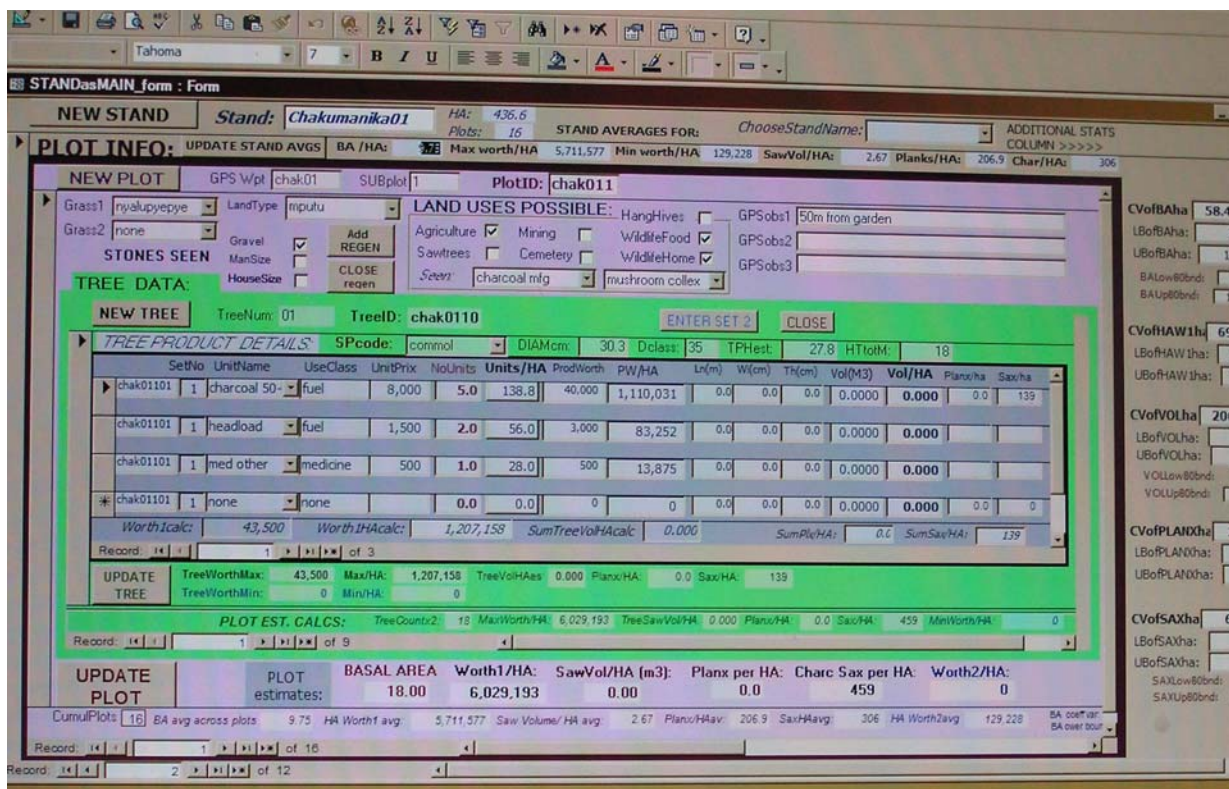 Tahoma 7 B I U
STANDasMAIN_form : Form
NEW STAND Stand: Chakumanika01 HA: 436.6
Plots: 16 STAND AVERAGES FOR: ChooseStandName: ADDITIONAL STATS
COLUMN >>>>>
PLOT INFO: UPDATE STAND AVGS BA /HA: 9.75 Max worth/HA 5,711,577 Min worth/HA 129,228 SawVol/HA: 2.67 Planks/HA: 206.9 Char/HA: 306
NEW PLOT GPS Wpt chak01 SUBplot 1 PlotID: chak011
Grass1 nyalupyepye LandType mputu LAND USES POSSIBLE: HangHives GPSobs1 50m from garden
Grass2 none Gravel Add REGEN Agriculture Mining WildlifeFood GPSobs2
STONES SEEN ManSize Sawtrees Cemetery WildlifeHome GPSobs3
HouseSize CLOSE regen Seen: charcoal mfg mushroom collex
TREE DATA:
NEW TREE TreeNum: 01 TreeID: chak0110 ENTER SET 2 CLOSE
TREE PRODUCT DETAILS: SPcode: commol DIAMcm: 30.3 Dclass: 35 TPHest: 27.8 HTtotM: 18
SetNo UnitName UseClass UnitPrix NoUnits Units/HA ProdWorth PW/HA Ln(m) Wi(cm) Th(cm) Vol(M3) Vol/HA Planx/ha Sax/ha
chak01101 1 charcoal 50- fuel 8,000 5.0 138.8 40,000 1,110,031 0.0 0.0 0.0 0.0000 0.000 0.0 139
chak01101 1 headload fuel 1,500 2.0 56.0 3,000 83,252 0.0 0.0 0.0 0.0000 0.000
chak01101 1 med other medicine 500 1.0 28.0 500 13,875 0.0 0.0 0.0 0.0000 0.000
chak01101 1 none none 0.0 0.0 0 0 0.0 0.0 0.0 0.0000 0.000 0.0 0
Worth1calc: 43,500 Worth1HAcalc: 1,207,158 SumTreeVolHAcalc 0.000 SumPlx/HA: 0.0 SumSax/HA: 139
Record: 1 of 3
UPDATE TREE TreeWorthMax: 43,500 Max/HA: 1,207,158 TreeVolHAes 0.000 Planx/HA: 0.0 Sax/HA: 139
TreeWorthMin: 0 Min/HA: 0
PLOT EST. CALCS: TreeCountx2: 18 MaxWorth/HA: 6,029,193 TreeSawVol/HA 0.000 Planx/HA: 0.0 Sax/HA: 459 MinWorth/HA: 0
Record: 1 of 9
UPDATE PLOT PLOT estimates: BASAL AREA Worth1/HA: SawVol/HA (m3): Planx per HA: Charc Sax per HA: Worth2/HA:
18.00 6,029,193 0.00 0.0 459 0
CumulPlots 16 BA avg across plots 9.75 HA Worth1 avg: 5,711,577 Saw Volume/ HA avg: 2.67 Planx/HAav: 206.9 SaxHAavg: 306 HA Worth2avg 129,228
Record: 1 of 16
Record: 2 of 12
CVofBAha 58.4
LBofBAha:
UBofBAha: 1
BALow80bnd:
BAUp80bnd:
CVofHAW1ha 69
LBofHAW1ha:
UBofHAW1ha:
CVofVOLha 20
LBofVOLha:
UBofVOLha:
VOLLow80bnd:
VOLUp80bnd:
CVofPLANXha
LBofPLANXha:
UBofPLANXha:
CVofSAXha 6
LBofSAXha:
UBofSAXha:
SAXLow80bnd:
SAXUp80bnd: